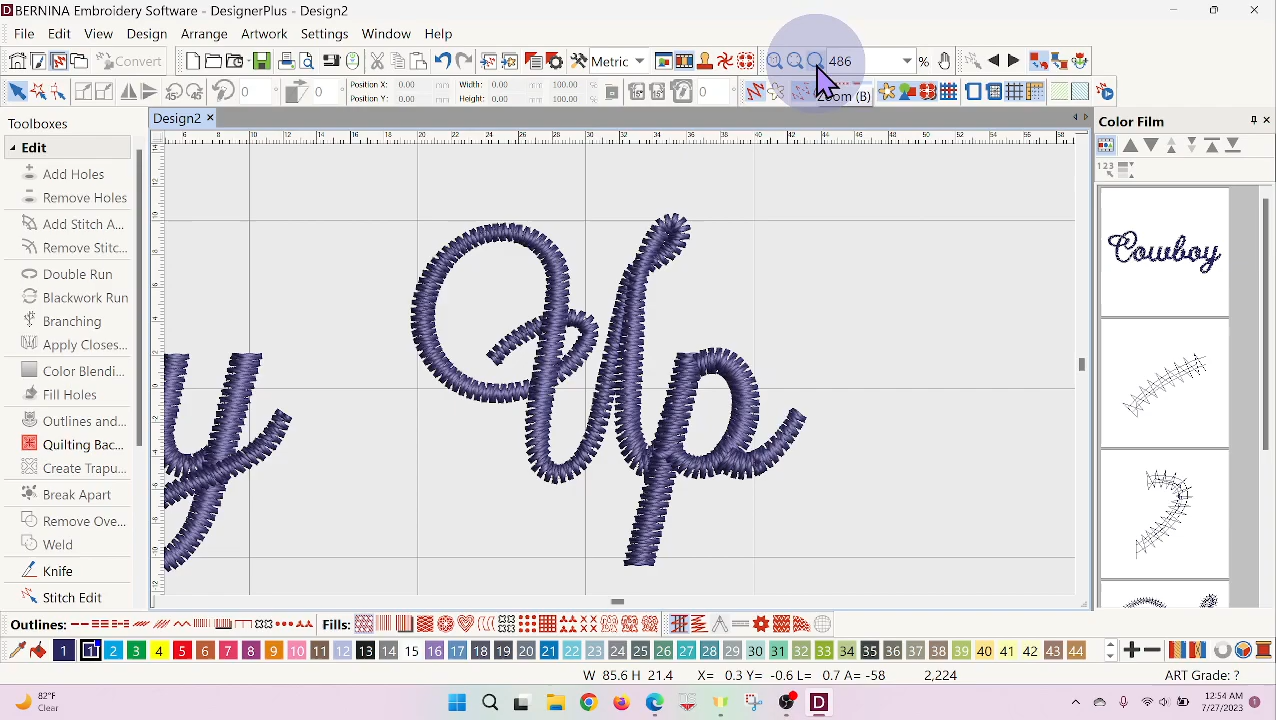 BERNINA Embroidery Software - DesignerPlus - Design2
File Edit View Design Arrange Artwork Settings Window Help
Convert Metric 486 %
0 0 Position X: 0.00 Width: 0.00 100.00 % 0
Position Y: 0.00 Height: 0.00 100.00 %
Zoom (B)
Toolboxes
Design2
Color Film
Edit
Add Holes
Remove Holes
Add Stitch A...
Remove Stitc...
Double Run
Blackwork Run
Branching
Apply Closes...
Color Blendi...
Fill Holes
Outlines and
Quilting Bac...
Create Trapu...
Break Apart
Remove Ove...
Weld
Knife
Stitch Edit
y Up
Cowboy
Outlines: Fills:
1 1 2 3 4 5 6 7 8 9 10 11 12 13 14 15 16 17 18 19 20 21 22 23 24 25 26 27 28 29 30 31 32 33 34 35 36 37 38 39 40 41 42 43 44
W 85.6 H 21.4 X= 0.3 Y= -0.6 L= 0.7 A= -58 2,224 ART Grade: ?
82°F
Clear
12:54 AM
7/27/2023